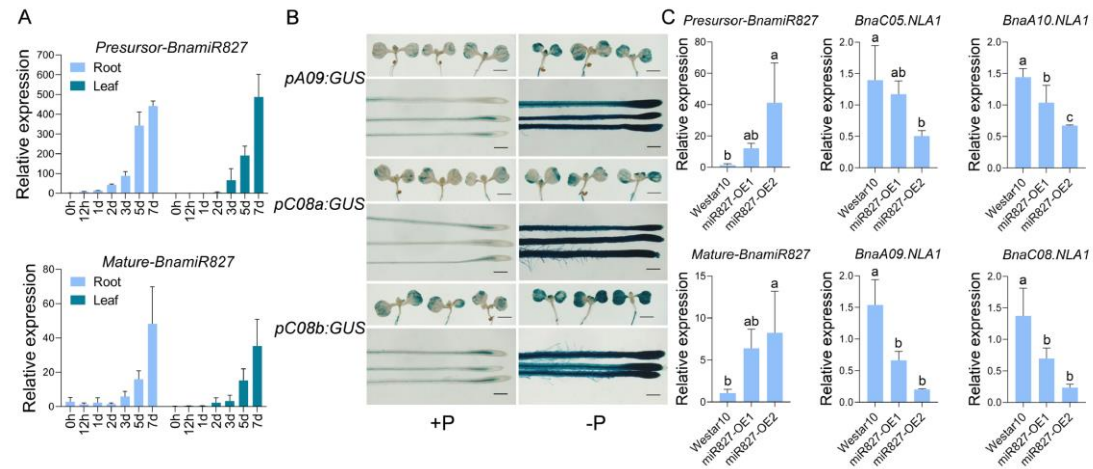 A
Presursor-BnamiR827
Relative expression
700
600
500
400
300
200
100
0
Root
Leaf
0h
12h
1d
2d
3d
5d
7d
0h
12h
1d
2d
3d
5d
7d
Mature-BnamiR827
Relative expression
80
60
40
20
0
Root
Leaf
0h
12h
1d
2d
3d
5d
7d
0h
12h
1d
2d
3d
5d
7d
B
pA09:GUS
pC08a:GUS
pC08b:GUS
+P
-P
C
Presursor-BnamiR827
Relative expression
80
60
40
20
0
b
ab
a
Westar10
miR827-OE1
miR827-OE2
BnaC05.NLA1
Relative expression
2.0
1.5
1.0
0.5
0.0
a
ab
b
Westar10
miR827-OE1
miR827-OE2
BnaA10.NLA1
Relative expression
2.0
1.5
1.0
0.5
0.0
a
b
c
Westar10
miR827-OE1
miR827-OE2
Mature-BnamiR827
Relative expression
15
10
5
0
b
ab
a
Westar10
miR827-OE1
miR827-OE2
BnaA09.NLA1
Relative expression
2.0
1.5
1.0
0.5
0.0
a
b
b
Westar10
miR827-OE1
miR827-OE2
BnaC08.NLA1
Relative expression
2.0
1.5
1.0
0.5
0.0
a
b
b
Westar10
miR827-OE1
miR827-OE2